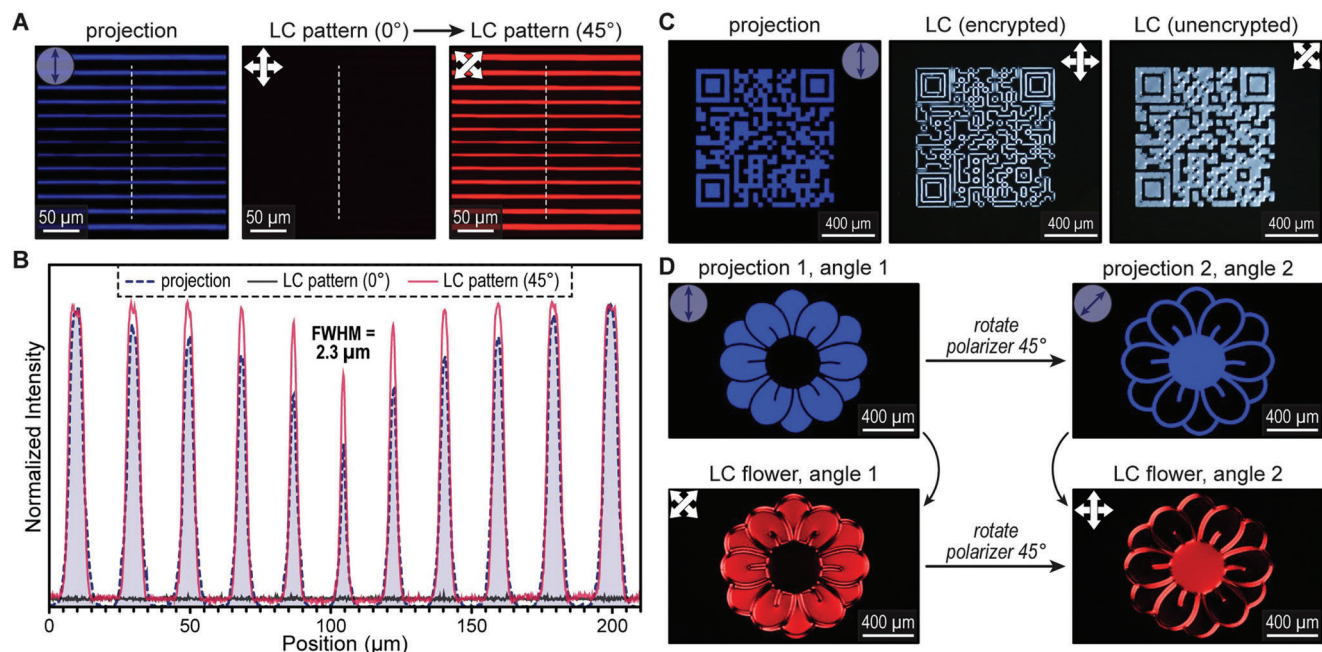 A
projection
LC pattern (0°)
LC pattern (45°)
50 µm
50 µm
50 µm
B
projection
LC pattern (0°)
LC pattern (45°)
FWHM =
2.3 µm
Normalized Intensity
0
50
100
150
200
Position (µm)
C
projection
LC (encrypted)
LC (unencrypted)
400 µm
400 µm
400 µm
D
projection 1, angle 1
projection 2, angle 2
rotate
polarizer 45°
400 µm
400 µm
LC flower, angle 1
LC flower, angle 2
rotate
polarizer 45°
400 µm
400 µm